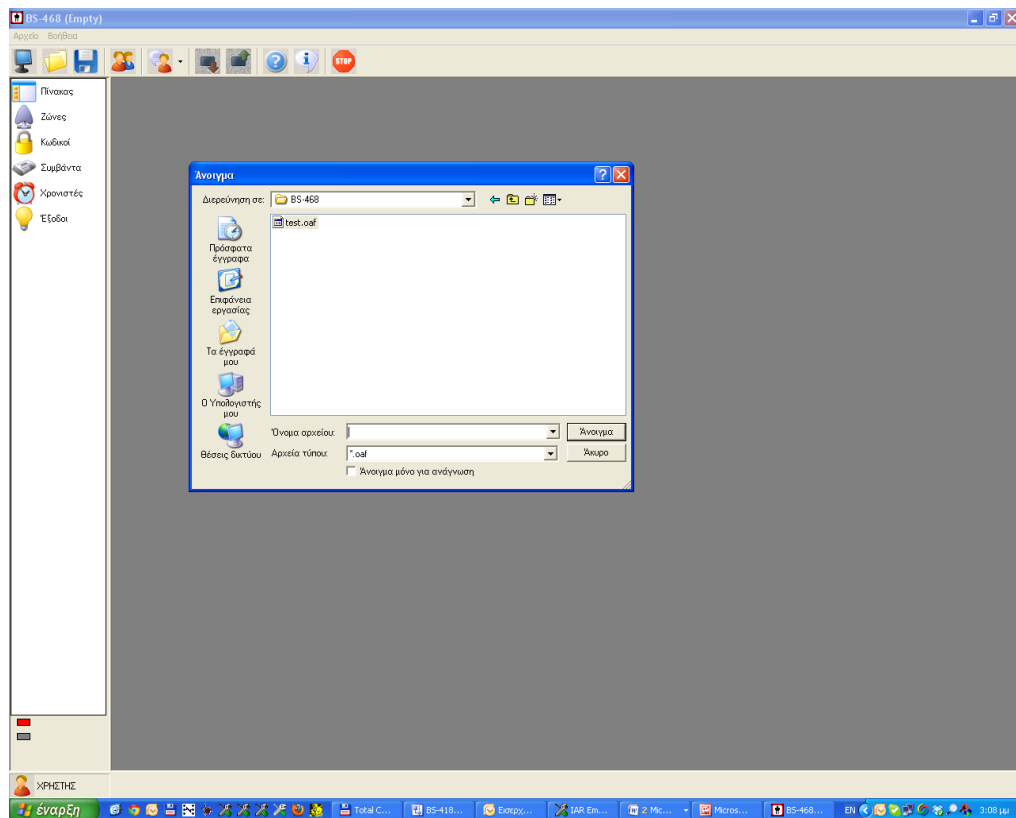 BS-468 (Empty)
Αρχείο Βοήθεια
STOP
Πίνακας
Ζώνες
Κωδικοί
Συμβάντα
Χρονιστές
Έξοδοι
Άνοιγμα
Διερεύνηση σε: BS-468
test.oaf
Πρόσφατα
έγγραφα
Επιφάνεια
εργασίας
Τα έγγραφά
μου
Ο Υπολογιστής
μου
Θέσεις δικτύου
Όνομα αρχείου: Άνοιγμα
Αρχεία τύπου: *.oaf Άκυρο
Άνοιγμα μόνο για ανάγνωση
ΧΡΗΣΤΗΣ
έναρξη Total C... BS-418... Εισερχ... IAR Em... 2 Mic... Micros... BS-468... EN 3:08 μμ